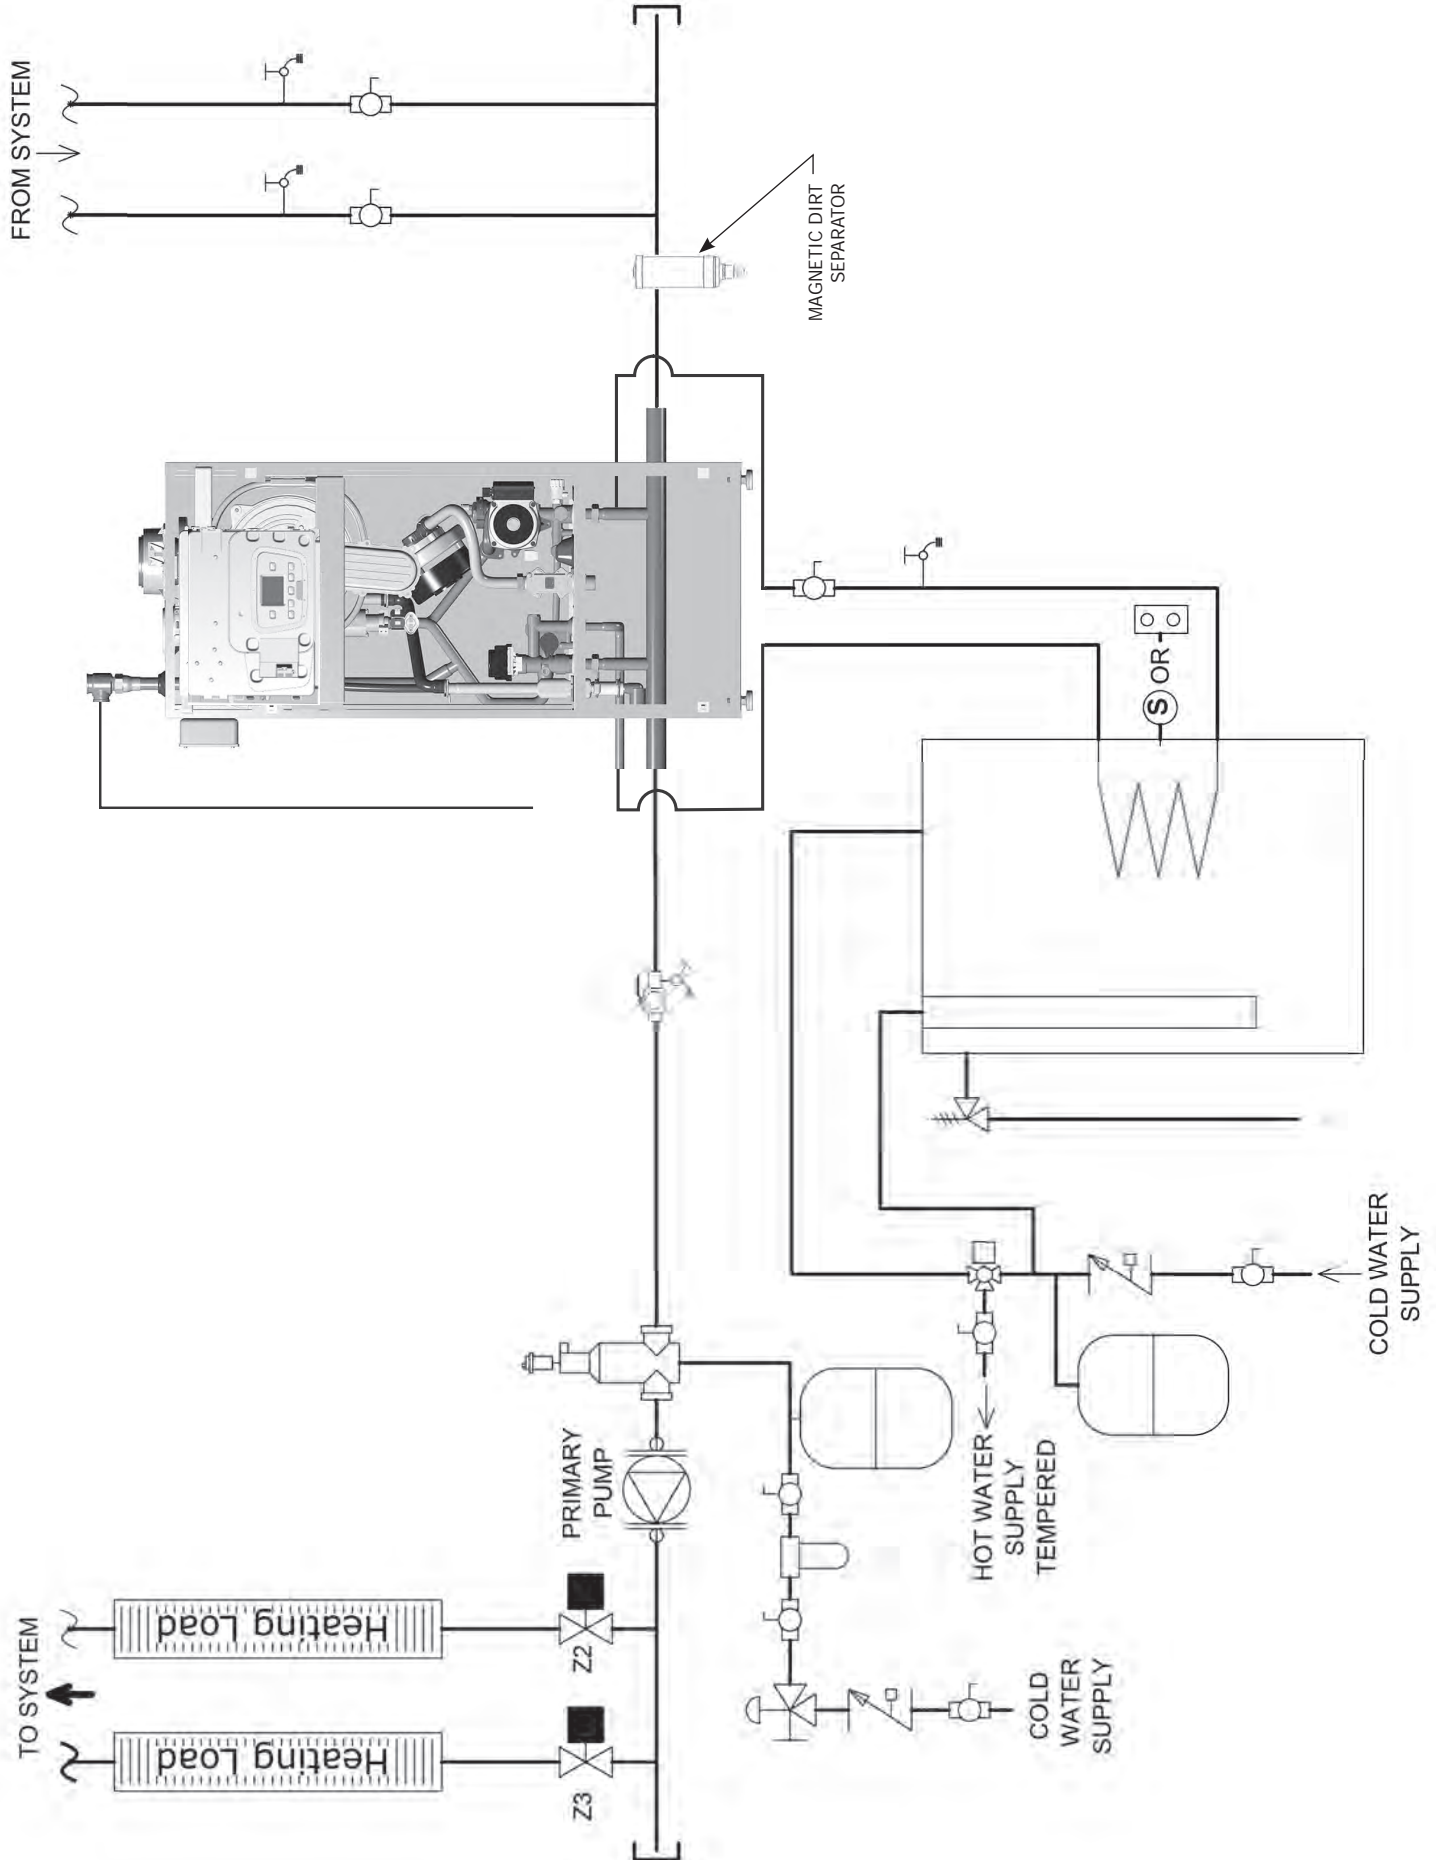 FROM SYSTEM
MAGNETIC DIRT
SEPARATOR
S OR
COLD WATER
SUPPLY
PRIMARY
PUMP
HOT WATER
SUPPLY
TEMPERED
TO SYSTEM
Heating Load
Z2
Heating Load
Z3
COLD
WATER
SUPPLY